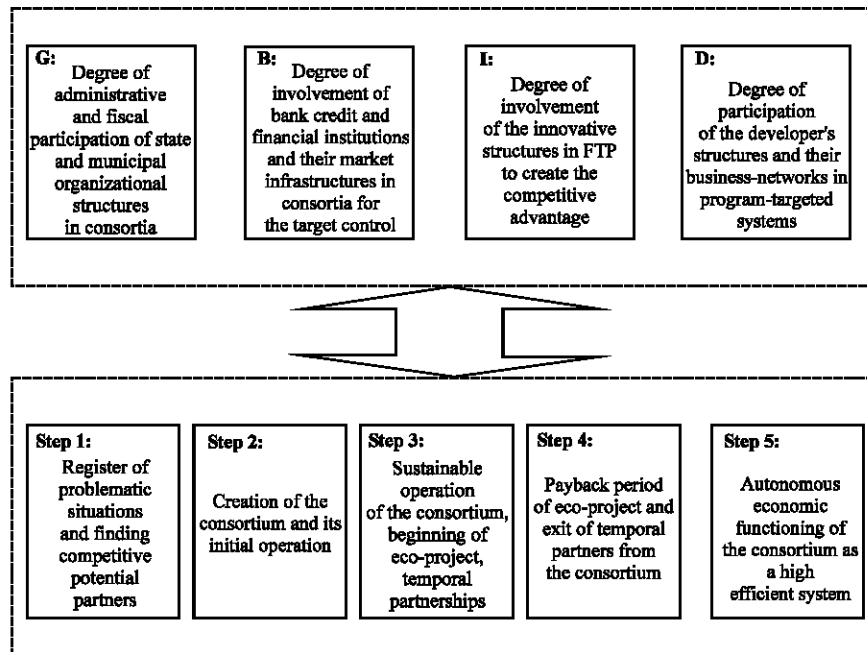 G:
Degree of
administrative
and fiscal
participation of state
and municipal
organizational
structures
in consortia
B:
Degree of
involvement of
bank credit and
financial institutions
and their market
infrastructures in
consortia for
the target control
I:
Degree of
involvement
of the innovative
structures in FTP
to create the
competitive
advantage
D:
Degree of
participation
of the developer's
structures and their
business-networks in
program-targeted
systems
Step 1:
Register of
problematic
situations
and finding
competitive
potential
partners
Step 2:
Creation of the
consortium and its
initial operation
Step 3:
Sustainable
operation
of the consortium,
beginning of
eco-project,
temporal
partnerships
Step 4:
Payback period
of eco-project and
exit of temporal
partners from
the consortium
Step 5:
Autonomous
economic
functioning of
the consortium as
a high
efficient system